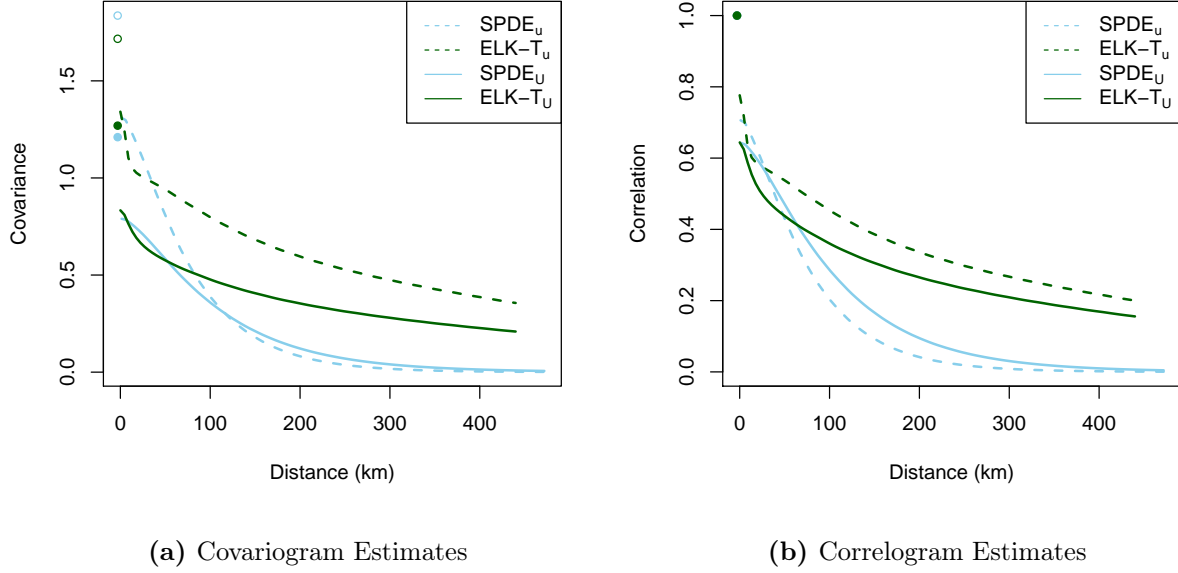 SPDEu
ELK−Tu
SPDEU
ELK−TU
Covariance
0.0
0.5
1.0
1.5
0
100
200
300
400
Distance (km)
(a) Covariogram Estimates
SPDEu
ELK−Tu
SPDEU
ELK−TU
Correlation
0.0
0.2
0.4
0.6
0.8
1.0
0
100
200
300
400
Distance (km)
(b) Correlogram Estimates